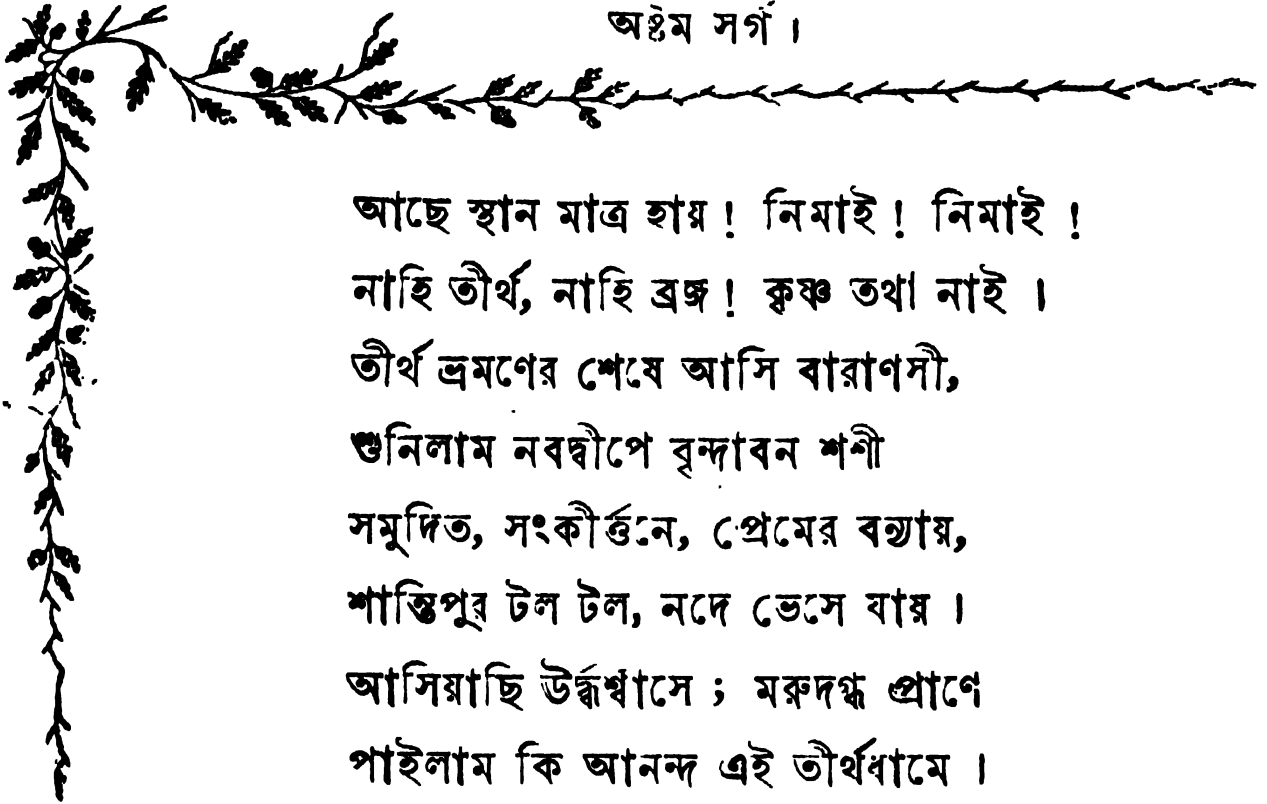 অষ্টম সর্গ।
আছে স্থান মাত্র হায়! নিমাই! নিমাই!
নাহি তীর্থ, নাহি ব্রজ! কৃষ্ণ তথা নাই।
তীর্থ ভ্রমণের শেষে আসি বারাণসী,
শুনিলাম নবদ্বীপে বৃন্দাবন শশী
সমুদিত, সংকীর্ত্তনে, প্রেমের বন্যায়,
শান্তিপুর টল টল, নদে ভেসে যায়।
আসিয়াছি ঊর্দ্ধশ্বাসে; মরুদগ্ধ প্রাণে
পাইলাম কি আনন্দ এই তীর্থধামে।